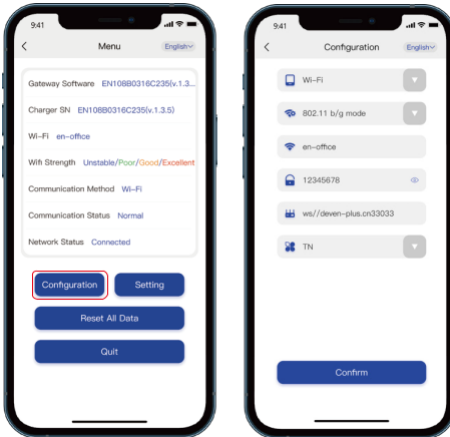 9:41
Menu
English
Gateway Software EN108B0316C235(v.1.3...
Charger SN EN108B0316C235(v.1.3.5)
Wi-Fi en-office
Wifi Strength Unstable/Poor/Good/Excellent
Communication Method Wi-Fi
Communication Status Normal
Network Status Connected
Configuration
Setting
Reset All Data
Quit
9:41
Configuration
English
Wi-Fi
802.11 b/g mode
en-office
12345678
ws//deven-plus.cn33033
TN
Confirm